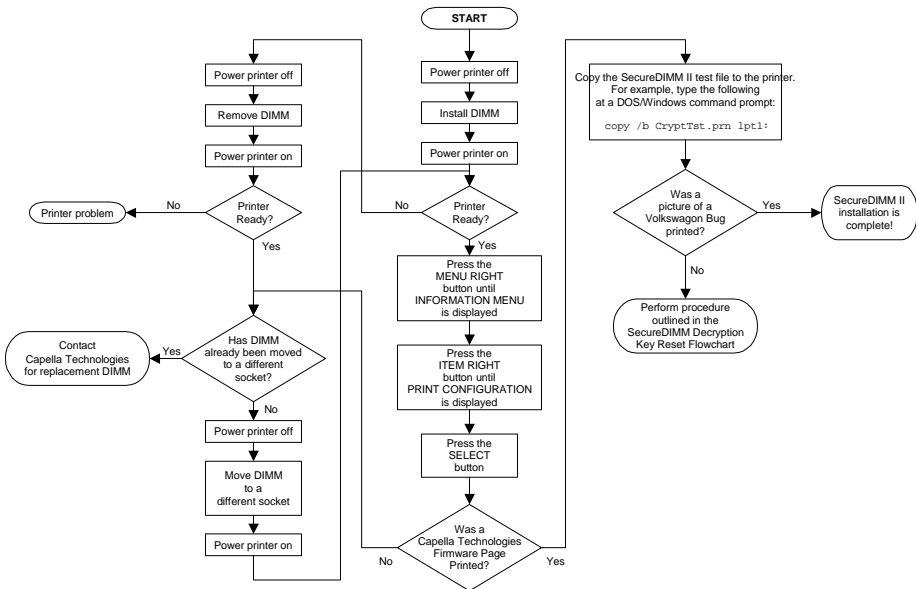 START
Power printer off
Install DIMM
Power printer on
Printer
Ready?
No
Yes
Press the
MENU RIGHT
button until
INFORMATION MENU
is displayed
Press the
ITEM RIGHT
button until
PRINT CONFIGURATION
is displayed
Press the
SELECT
button
Was a
Capella Technologies
Firmware Page
Printed?
No
Yes
Power printer off
Remove DIMM
Power printer on
Printer
Ready?
No
Printer problem
Yes
Has DIMM
already been moved
to a different
socket?
Yes
Contact
Capella Technologies
for replacement DIMM
No
Power printer off
Move DIMM
to a
different socket
Power printer on
Copy the SecureDIMM II test file to the printer.
For example, type the following
at a DOS/Windows command prompt:
copy /b CryptTst.prn lpt1:
Was a
picture of a
Volkswagon Bug
printed?
Yes
SecureDIMM II
installation is
complete!
No
Perform procedure
outlined in the
SecureDIMM Decryption
Key Reset Flowchart